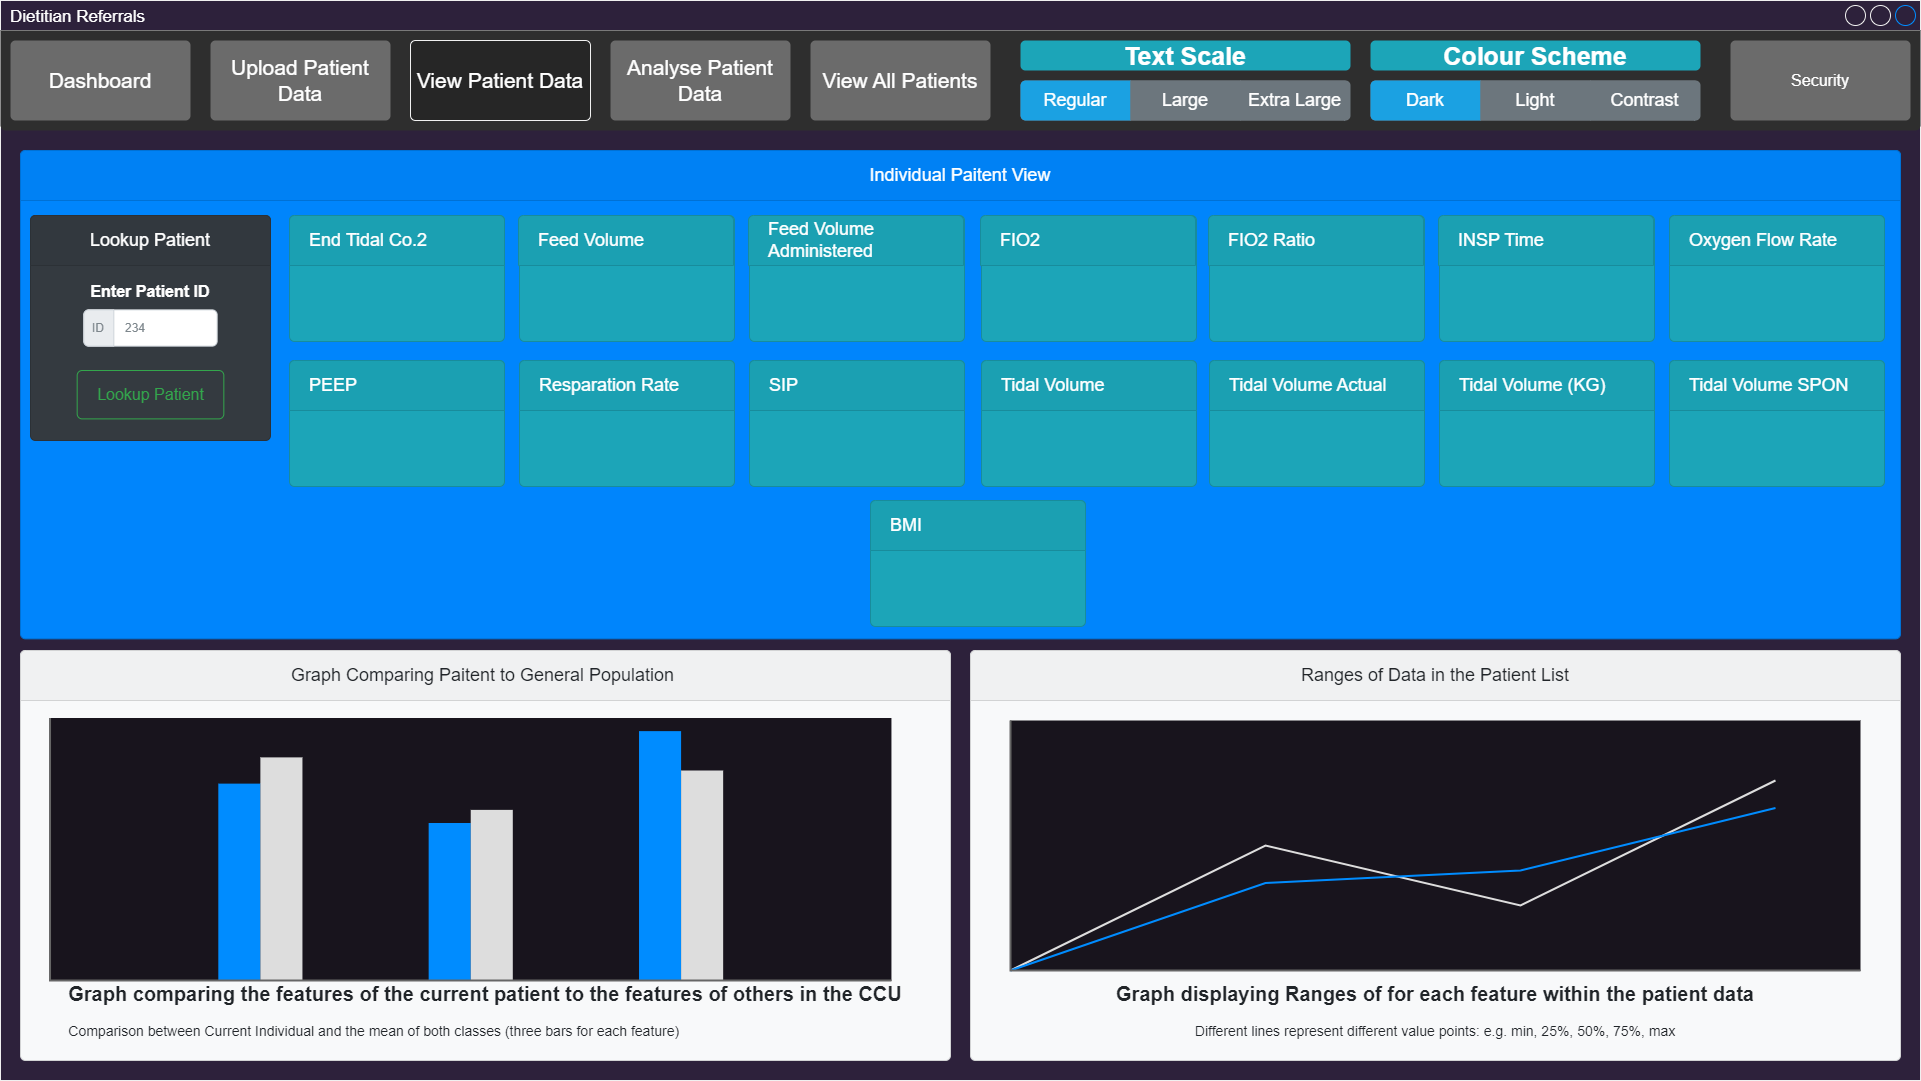 Dietitian Referrals
Dashboard
Upload Patient
Data
View Patient Data
Analyse Patient
Data
View All Patients
Text Scale
Regular
Large
Extra Large
Colour Scheme
Dark
Light
Contrast
Security
Individual Paitent View
Lookup Patient
Enter Patient ID
ID
234
Lookup Patient
End Tidal Co.2
Feed Volume
Feed Volume
Administered
FIO2
FIO2 Ratio
INSP Time
Oxygen Flow Rate
PEEP
Resparation Rate
SIP
Tidal Volume
Tidal Volume Actual
Tidal Volume (KG)
Tidal Volume SPON
BMI
Graph Comparing Paitent to General Population
Graph comparing the features of the current patient to the features of others in the CCU
Comparison between Current Individual and the mean of both classes (three bars for each feature)
Ranges of Data in the Patient List
Graph displaying Ranges of for each feature within the patient data
Different lines represent different value points: e.g. min, 25%, 50%, 75%, max